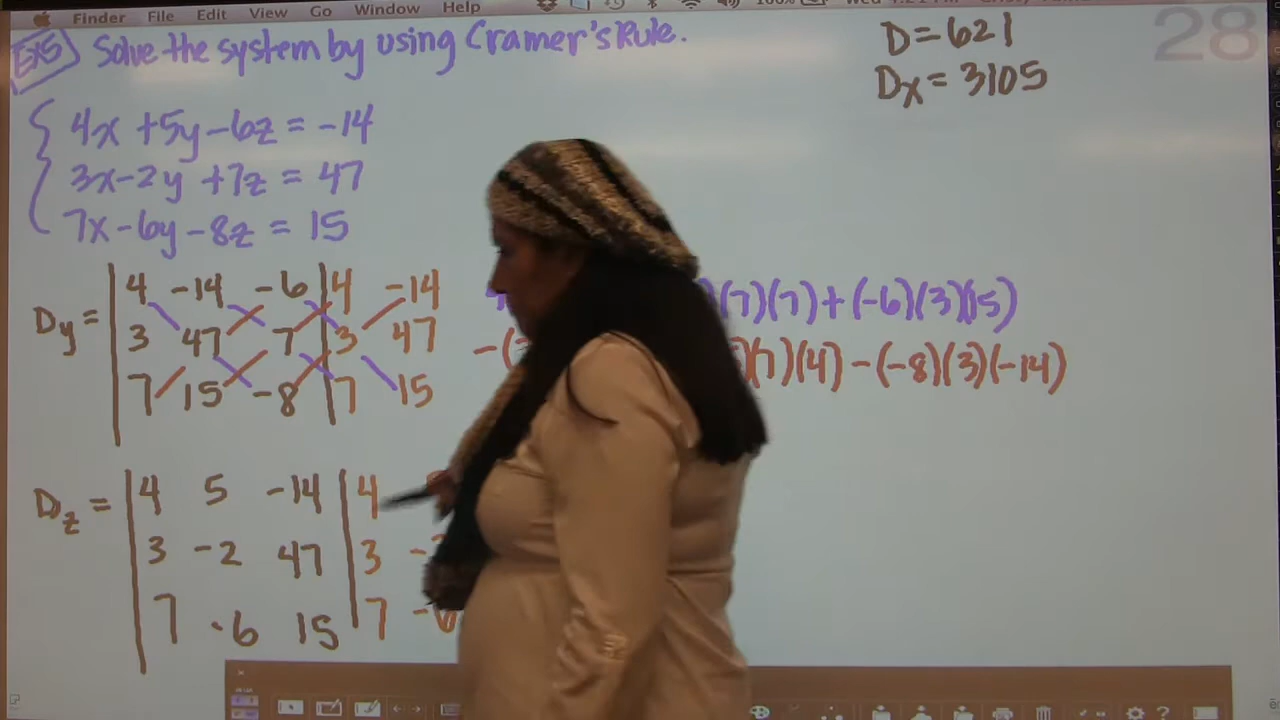 Finder File Edit View Go Window Help
28
EX5 Solve the system by using Cramer's Rule.
D = 621
Dx = 3105
4x + 5y - 6z = -14
3x - 2y + 7z = 47
7x - 6y - 8z = 15
Dy = | 4 -14 -6 | 4 -14
3 47 7 | 3 47
7 15 -8 | 7 15
)(7)(7) + (-6)(3)(15)
-( )(7)(4) - (-8)(3)(-14)
Dz = | 4 5 -14 | 4
3 -2 47 | 3 -2
7 -6 15 | 7 -6